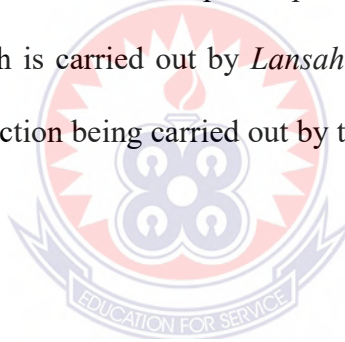 h is carried out by Lansah
ction being carried out by t
EDUCATION FOR SERVICE